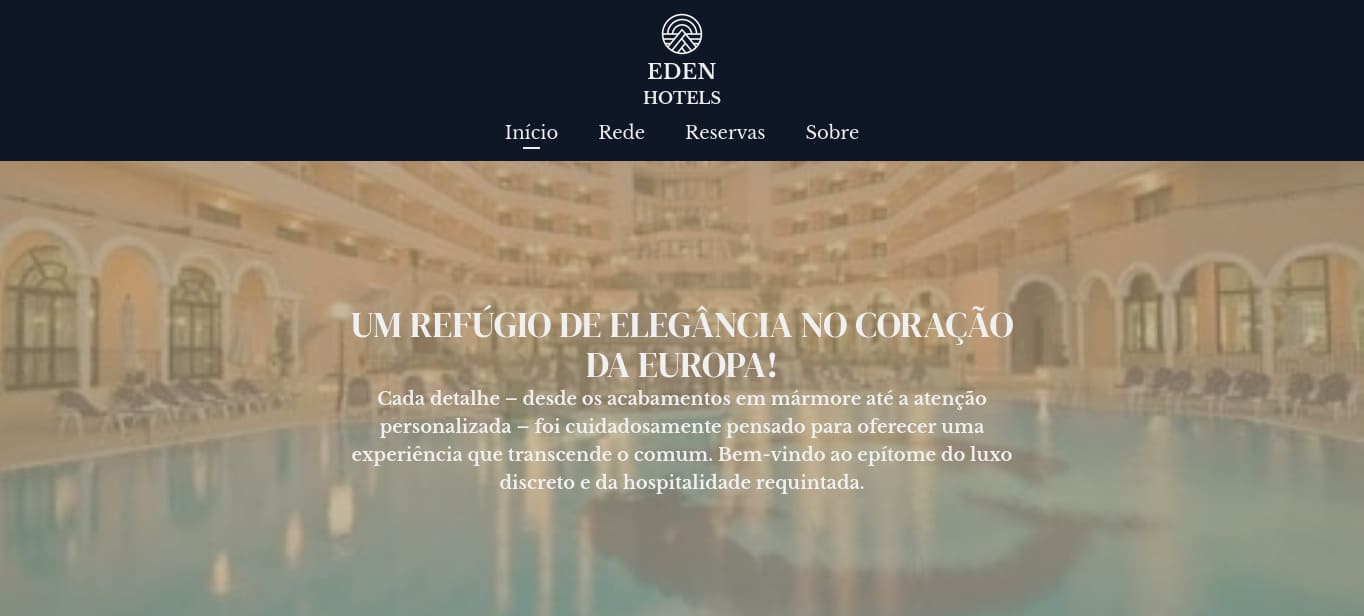 EDEN
HOTELS
Início Rede Reservas Sobre
UM REFÚGIO DE ELEGÂNCIA NO CORAÇÃO
DA EUROPA!
Cada detalhe – desde os acabamentos em mármore até a atenção
personalizada – foi cuidadosamente pensado para oferecer uma
experiência que transcende o comum. Bem-vindo ao epítome do luxo
discreto e da hospitalidade requintada.